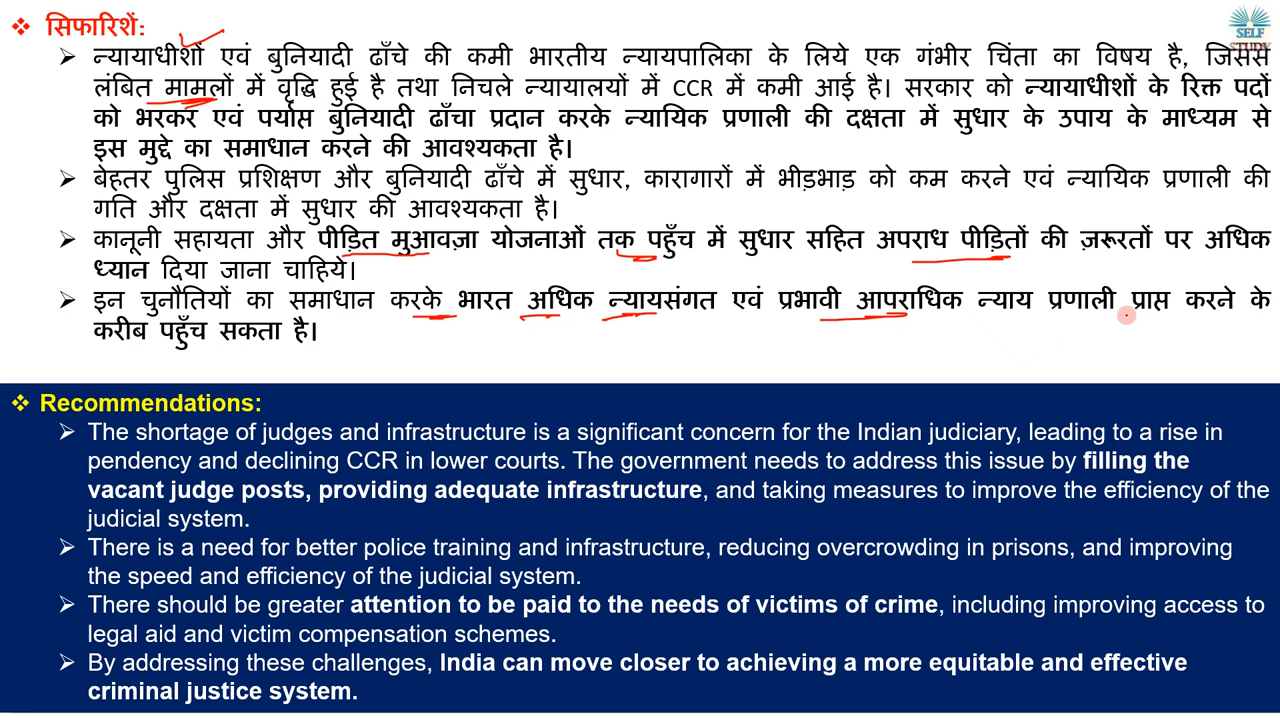 ❖ सिफारिशें:
SELF
STUDY
➢ न्यायाधीशों एवं बुनियादी ढाँचे की कमी भारतीय न्यायपालिका के लिये एक गंभीर चिंता का विषय है, जिससे
लंबित मामलों में वृद्धि हुई है तथा निचले न्यायालयों में CCR में कमी आई है। सरकार को न्यायाधीशों के रिक्त पदों
को भरकर एवं पर्याप्त बुनियादी ढाँचा प्रदान करके न्यायिक प्रणाली की दक्षता में सुधार के उपाय के माध्यम से
इस मुद्दे का समाधान करने की आवश्यकता है।
➢ बेहतर पुलिस प्रशिक्षण और बुनियादी ढाँचे में सुधार, कारागारों में भीड़भाड़ को कम करने एवं न्यायिक प्रणाली की
गति और दक्षता में सुधार की आवश्यकता है।
➢ कानूनी सहायता और पीड़ित मुआवज़ा योजनाओं तक पहुँच में सुधार सहित अपराध पीड़ितों की ज़रूरतों पर अधिक
ध्यान दिया जाना चाहिये।
➢ इन चुनौतियों का समाधान करके भारत अधिक न्यायसंगत एवं प्रभावी आपराधिक न्याय प्रणाली प्राप्त करने के
करीब पहुँच सकता है।
❖ Recommendations:
➢ The shortage of judges and infrastructure is a significant concern for the Indian judiciary, leading to a rise in
pendency and declining CCR in lower courts. The government needs to address this issue by filling the
vacant judge posts, providing adequate infrastructure, and taking measures to improve the efficiency of the
judicial system.
➢ There is a need for better police training and infrastructure, reducing overcrowding in prisons, and improving
the speed and efficiency of the judicial system.
➢ There should be greater attention to be paid to the needs of victims of crime, including improving access to
legal aid and victim compensation schemes.
➢ By addressing these challenges, India can move closer to achieving a more equitable and effective
criminal justice system.